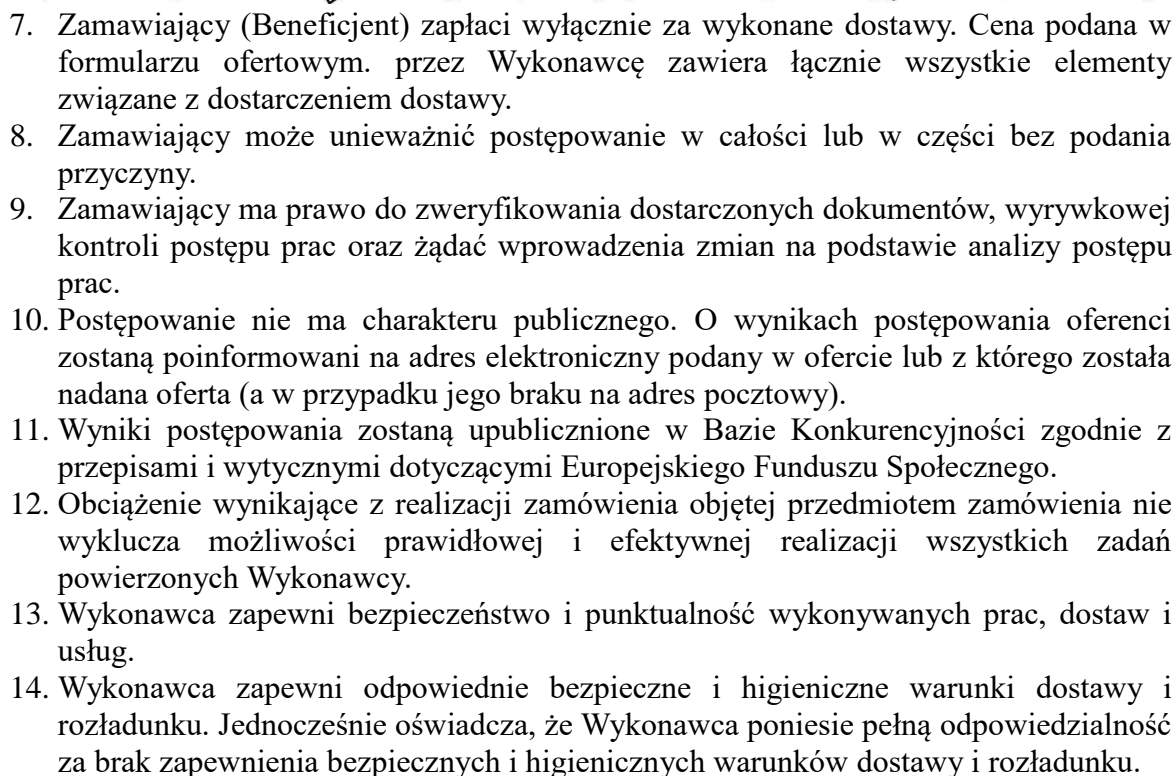 7. Zamawiający (Beneficjent) zapłaci wyłącznie za wykonane dostawy. Cena podana w
formularzu ofertowym. przez Wykonawcę zawiera łącznie wszystkie elementy
związane z dostarczeniem dostawy.
8. Zamawiający może unieważnić postępowanie w całości lub w części bez podania
przyczyny.
9. Zamawiający ma prawo do zweryfikowania dostarczonych dokumentów, wyrywkowej
kontroli postępu prac oraz żądać wprowadzenia zmian na podstawie analizy postępu
prac.
10. Postępowanie nie ma charakteru publicznego. O wynikach postępowania oferenci
zostaną poinformowani na adres elektroniczny podany w ofercie lub z którego została
nadana oferta (a w przypadku jego braku na adres pocztowy).
11. Wyniki postępowania zostaną upublicznione w Bazie Konkurencyjności zgodnie z
przepisami i wytycznymi dotyczącymi Europejskiego Funduszu Społecznego.
12. Obciążenie wynikające z realizacji zamówienia objętej przedmiotem zamówienia nie
wyklucza możliwości prawidłowej i efektywnej realizacji wszystkich zadań
powierzonych Wykonawcy.
13. Wykonawca zapewni bezpieczeństwo i punktualność wykonywanych prac, dostaw i
usług.
14. Wykonawca zapewni odpowiednie bezpieczne i higieniczne warunki dostawy i
rozładunku. Jednocześnie oświadcza, że Wykonawca poniesie pełną odpowiedzialność
za brak zapewnienia bezpiecznych i higienicznych warunków dostawy i rozładunku.